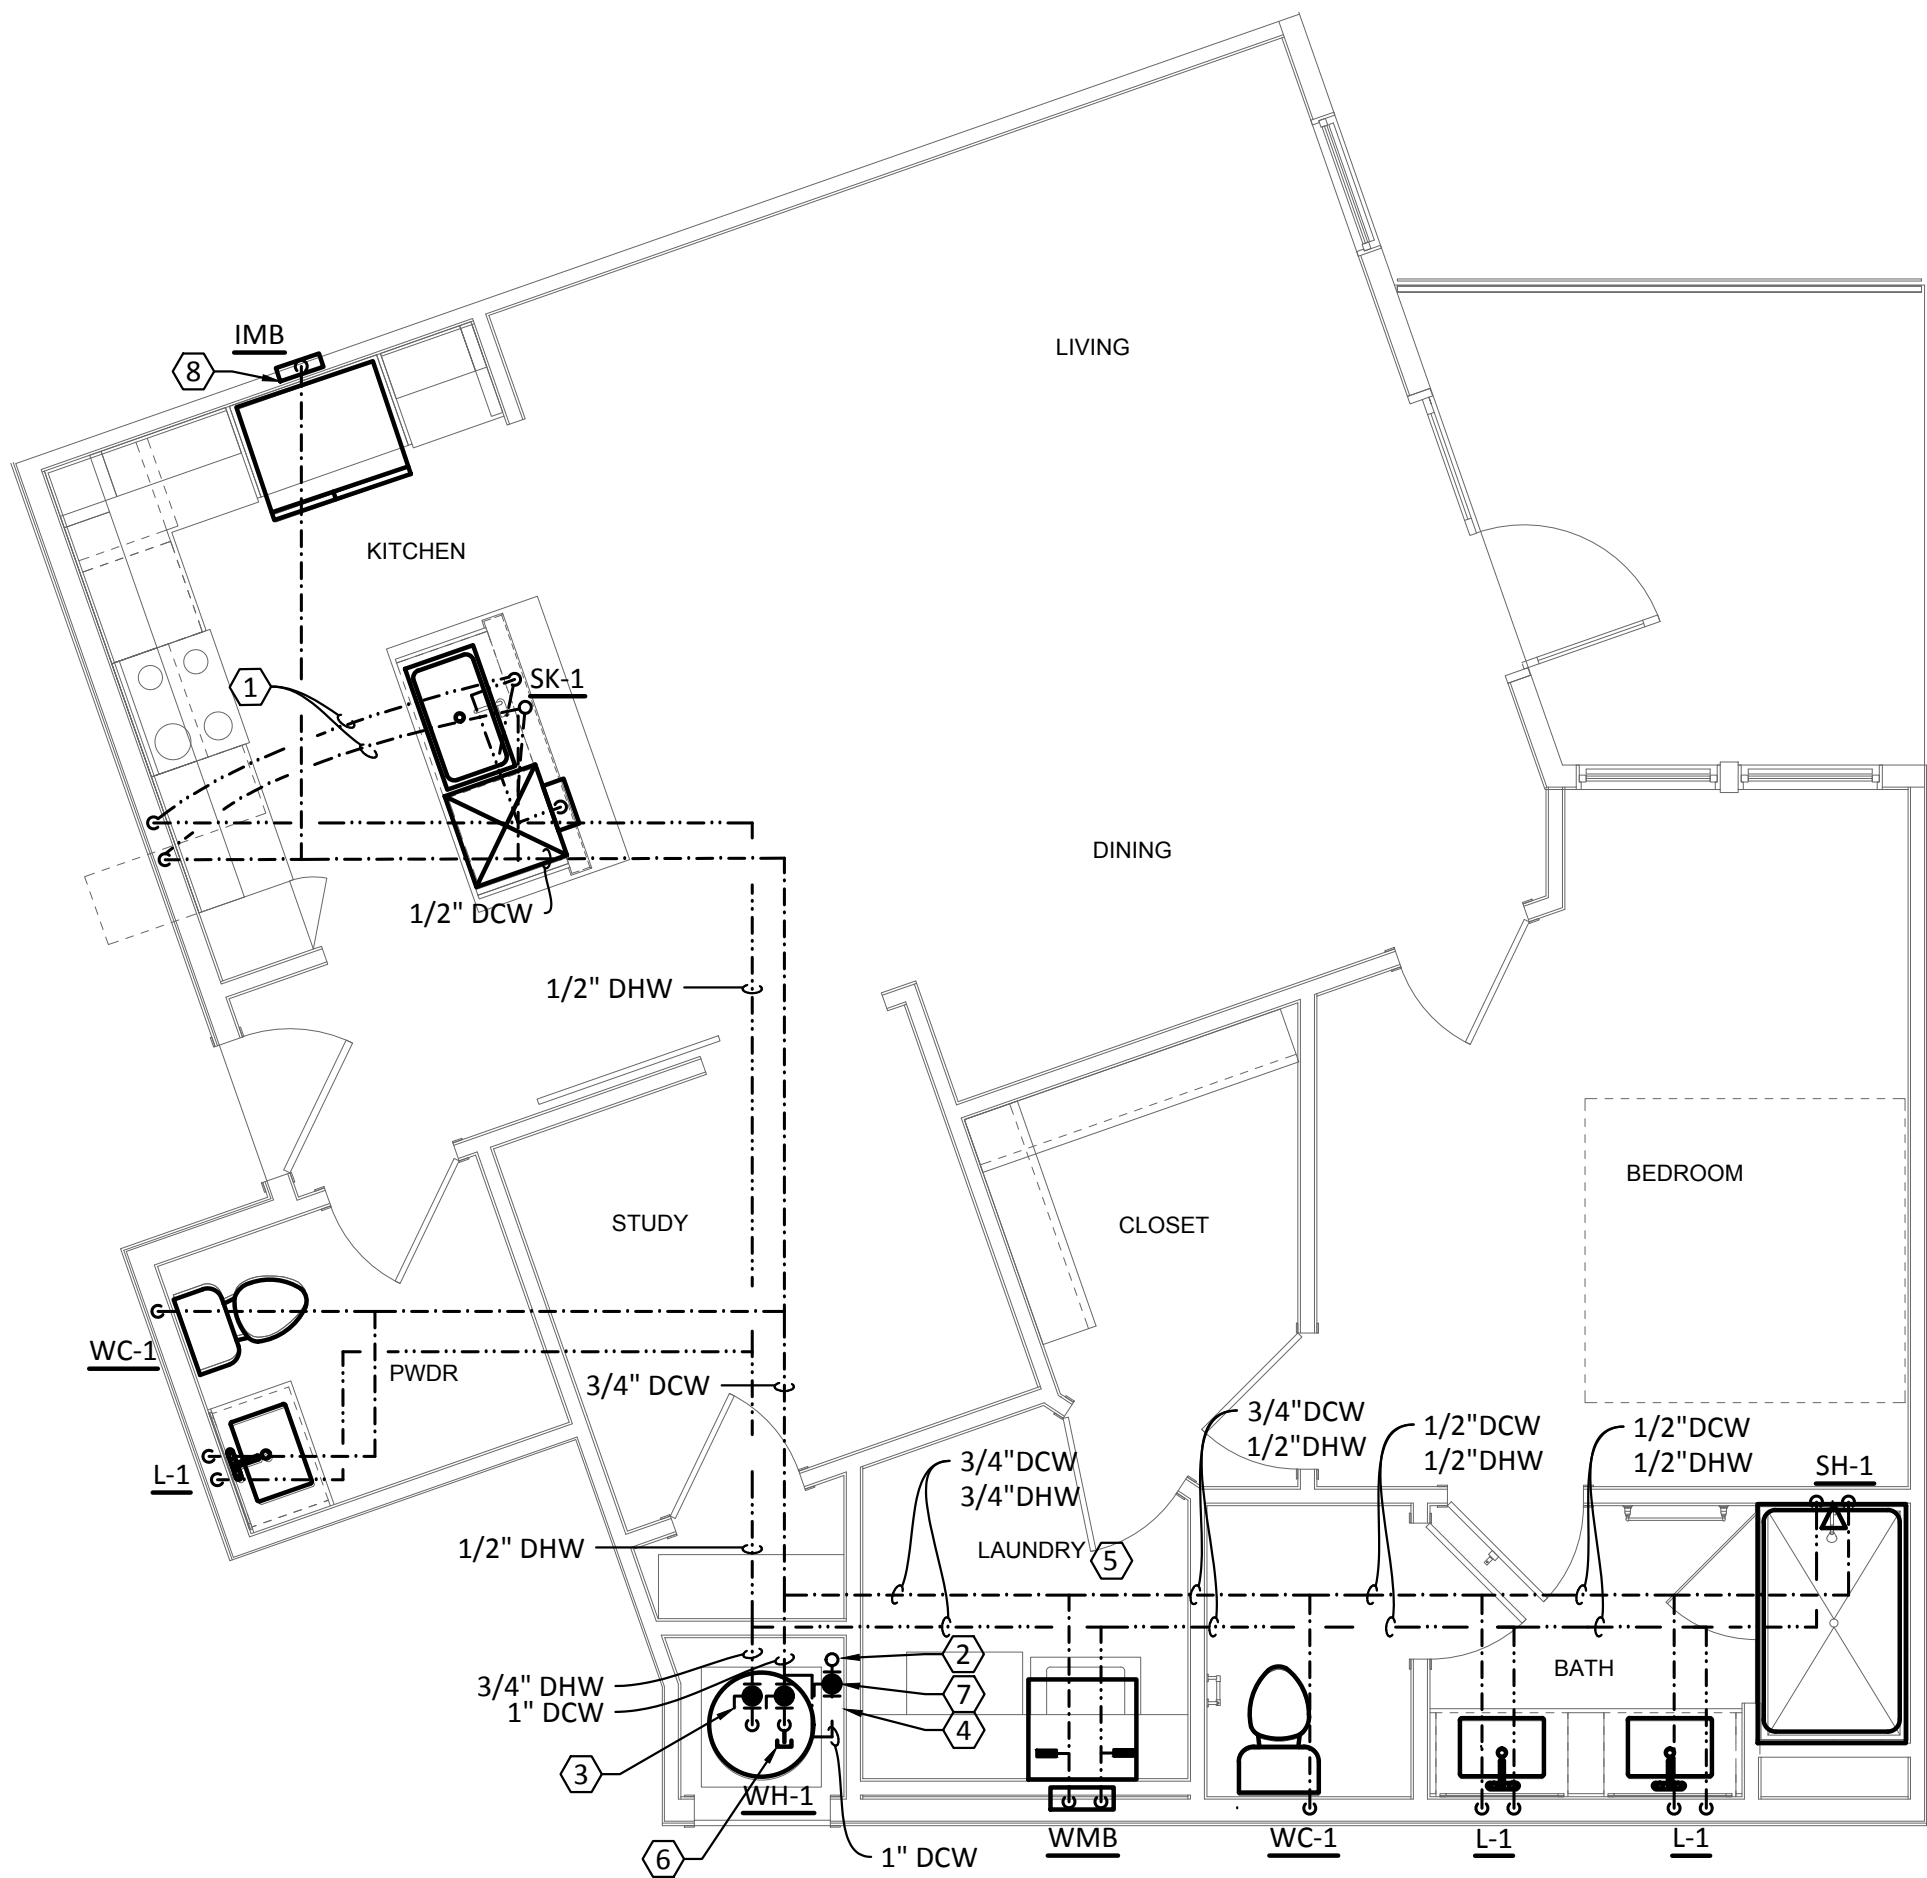 LIVING
IMB
8
KITCHEN
1
SK-1
DINING
1/2" DCW
1/2" DHW
BEDROOM
STUDY
CLOSET
WC-1
PWDR
3/4" DCW
3/4"DCW
1/2"DHW
1/2"DCW
1/2"DHW
1/2"DCW
1/2"DHW
3/4"DCW
3/4"DHW
SH-1
L-1
1/2" DHW
LAUNDRY
5
2
BATH
3/4" DHW
1" DCW
7
4
3
WH-1
6
1" DCW
WMB
WC-1
L-1
L-1